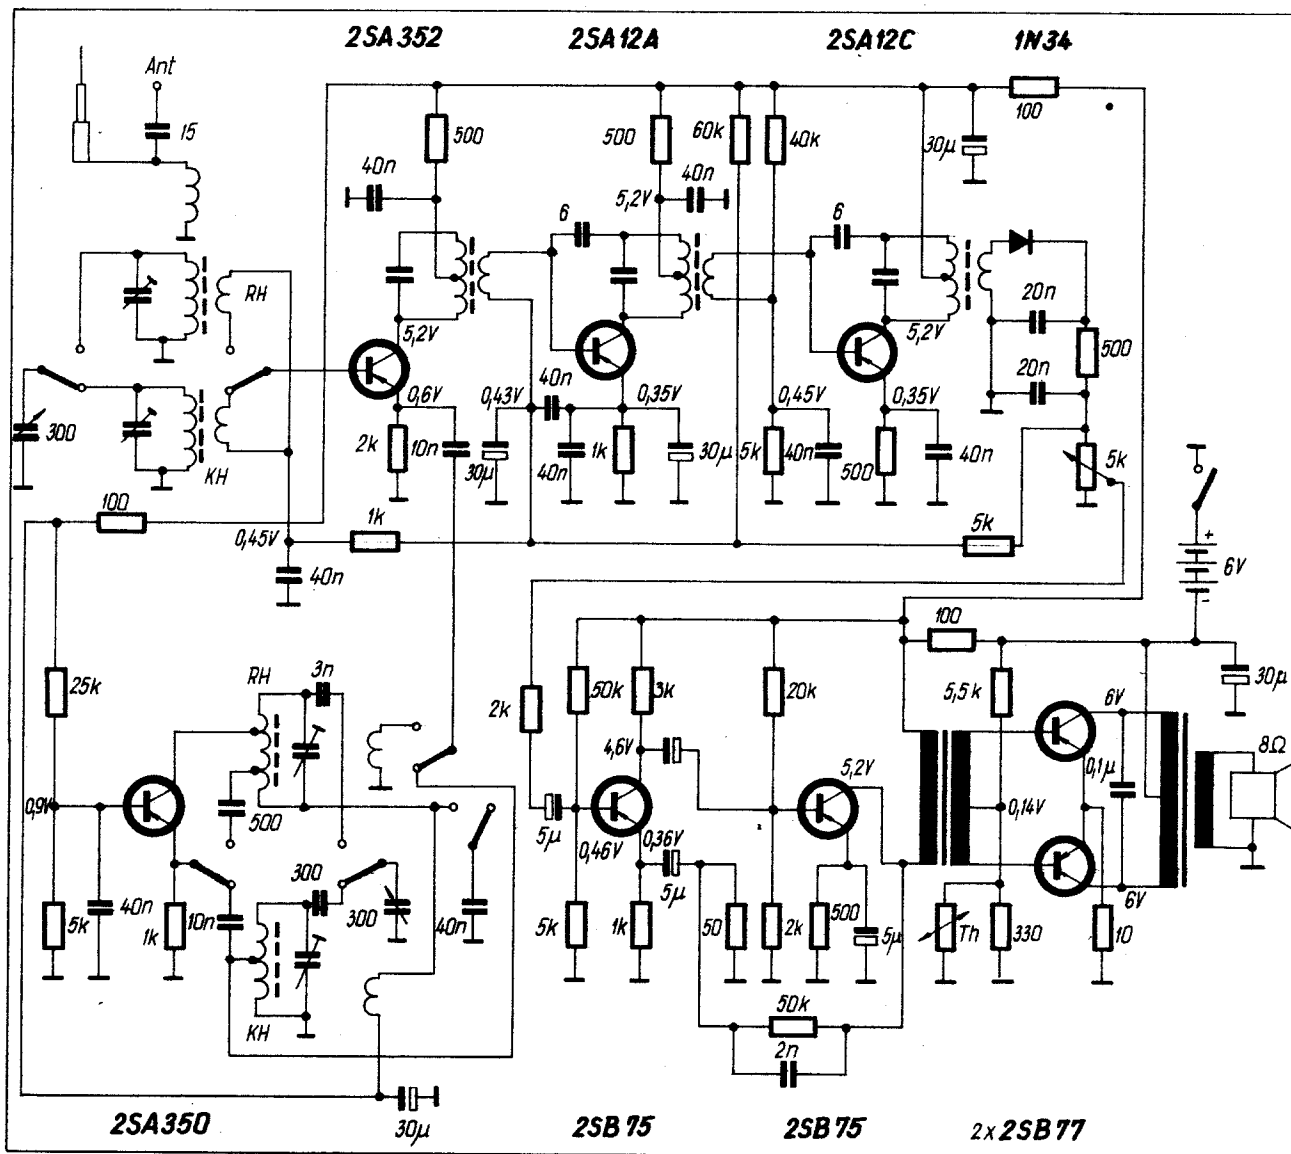 2SA352
2SA12A
2SA12C
1N34
Ant
15
500
500
60k
40k
30µ
100
40n
40n
5,2V
6
6
RH
5,2V
5,2V
20n
500
20n
300
0,6V
0,43V
40n
0,35V
0,45V
0,35V
KH
2k
10n
30µ
40n
1k
30µ
5k
40n
500
40n
5k
100
0,45V
1k
5k
40n
+
6V
-
25k
RH
3n
2k
50k
3k
20k
100
5,5k
30µ
4,6V
6V
8Ω
0,9V
500
5µ
0,46V
0,36V
5,2V
0,14V
0,1µ
5µ
6V
5k
40n
1k
10n
300
300
40n
5k
1k
50
2k
500
5µ
Th
330
10
KH
50k
2n
30µ
2SA350
2SB75
2SB75
2x2SB77